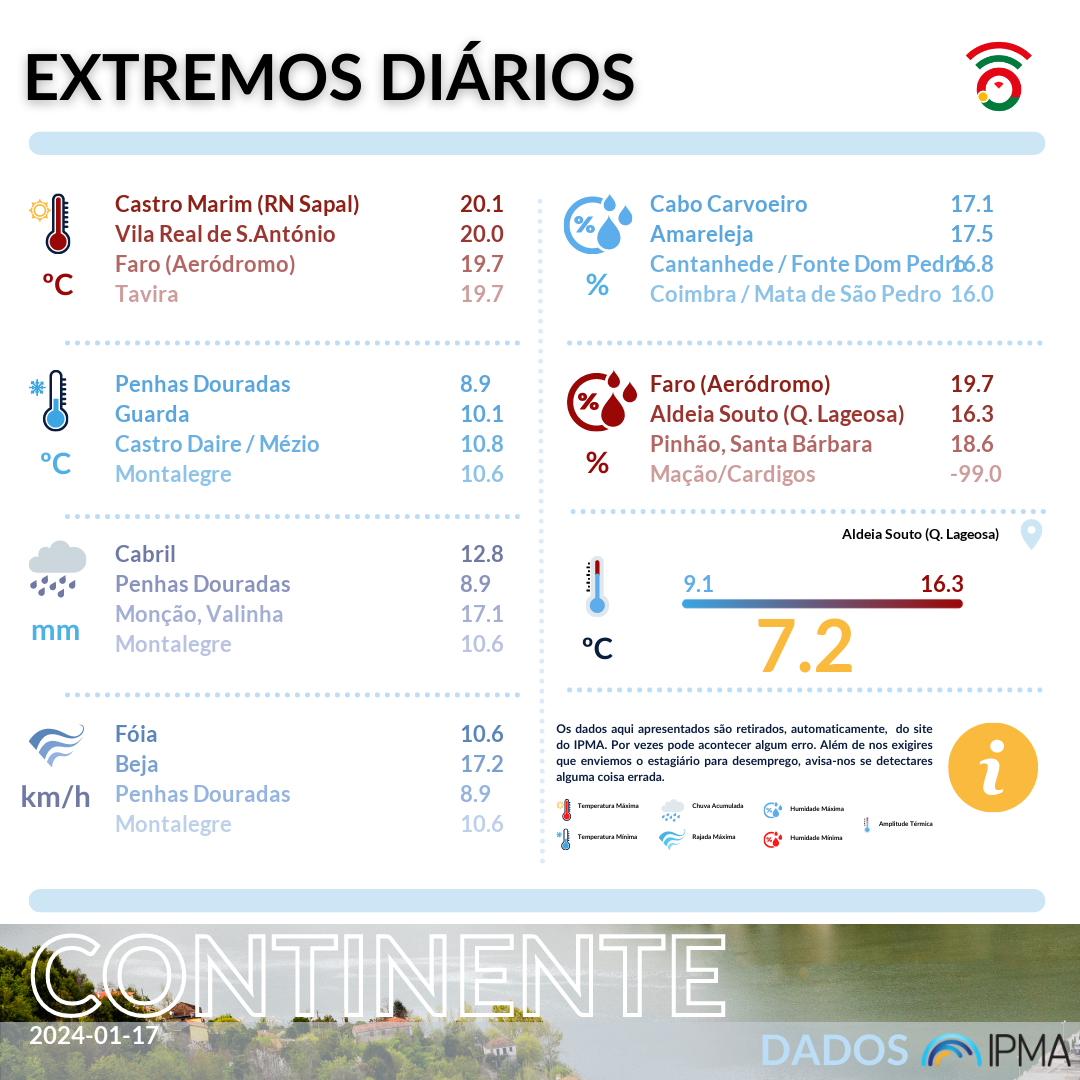 EXTREMOS DIÁRIOS
Castro Marim (RN Sapal) 20.1
Vila Real de S.António 20.0
Faro (Aeródromo) 19.7
Tavira 19.7
ºC
Penhas Douradas 8.9
Guarda 10.1
Castro Daire / Mézio 10.8
Montalegre 10.6
ºC
Cabril 12.8
Penhas Douradas 8.9
Monção, Valinha 17.1
Montalegre 10.6
mm
Fóia 10.6
Beja 17.2
Penhas Douradas 8.9
Montalegre 10.6
km/h
%
Cabo Carvoeiro 17.1
Amareleja 17.5
Cantanhede / Fonte Dom Pedro 16.8
Coimbra / Mata de São Pedro 16.0
%
%
Faro (Aeródromo) 19.7
Aldeia Souto (Q. Lageosa) 16.3
Pinhão, Santa Bárbara 18.6
Mação/Cardigos -99.0
%
Aldeia Souto (Q. Lageosa)
9.1 16.3
7.2
ºC
Os dados aqui apresentados são retirados, automaticamente, do site
do IPMA. Por vezes pode acontecer algum erro. Além de nos exigires
que enviemos o estagiário para desemprego, avisa-nos se detectares
alguma coisa errada.
i
Temperatura Máxima
Chuva Acumulada
Humidade Máxima
Amplitude Térmica
Temperatura Mínima
Rajada Máxima
Humidade Mínima
CONTINENTE
2024-01-17
DADOS IPMA